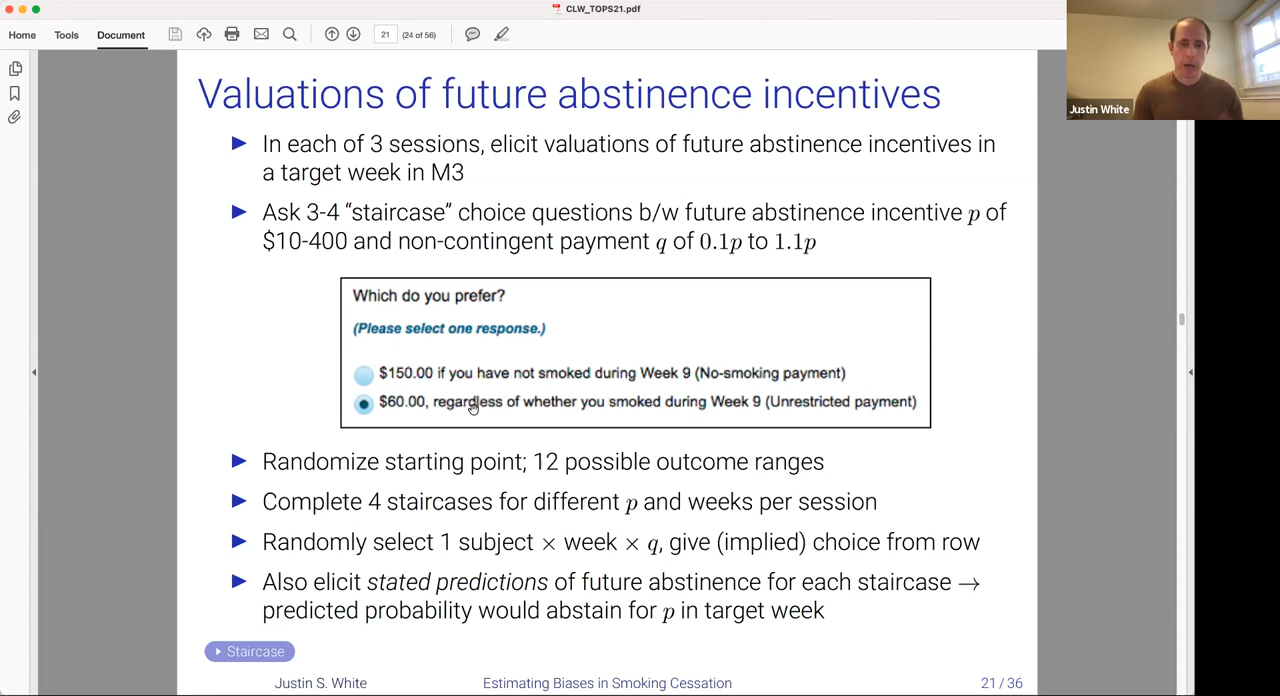 CLW_TOPS21.pdf
Home Tools Document 21 (24 of 56)
Justin White
Valuations of future abstinence incentives
In each of 3 sessions, elicit valuations of future abstinence incentives in
a target week in M3
Ask 3-4 “staircase” choice questions b/w future abstinence incentive p of
$10-400 and non-contingent payment q of 0.1p to 1.1p
Which do you prefer?
(Please select one response.)
$150.00 if you have not smoked during Week 9 (No-smoking payment)
$60.00, regardless of whether you smoked during Week 9 (Unrestricted payment)
Randomize starting point; 12 possible outcome ranges
Complete 4 staircases for different p and weeks per session
Randomly select 1 subject × week × q, give (implied) choice from row
Also elicit stated predictions of future abstinence for each staircase →
predicted probability would abstain for p in target week
Staircase
Justin S. White Estimating Biases in Smoking Cessation 21 / 36